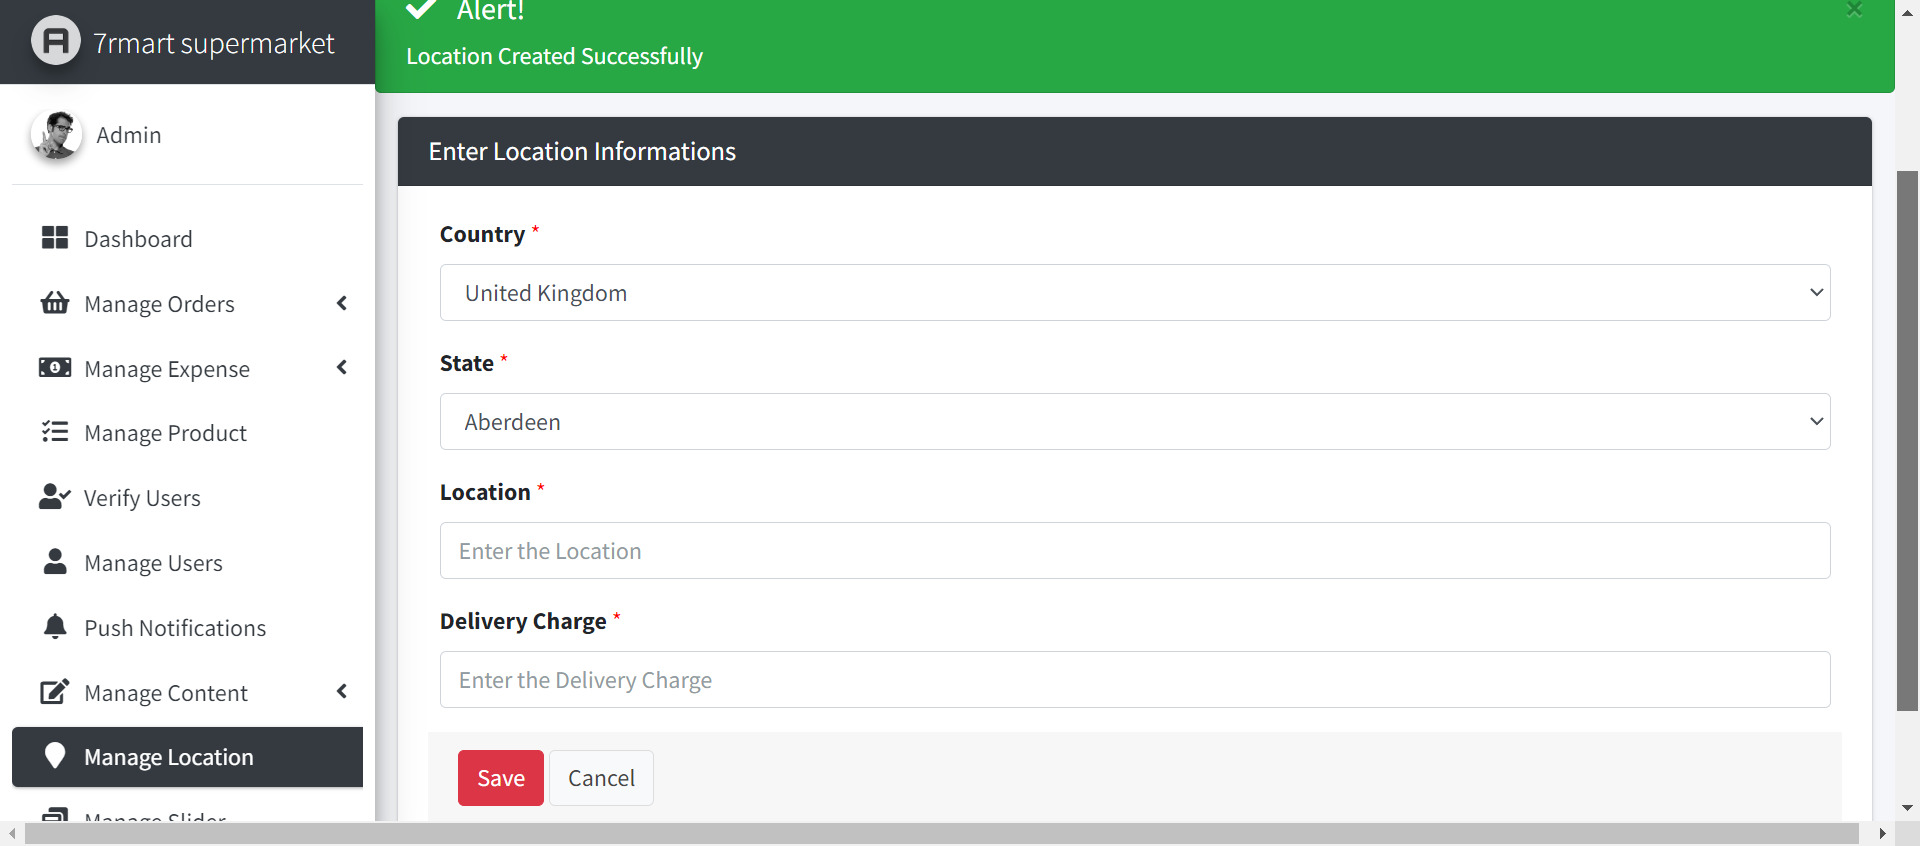 7rmart supermarket
Admin
Dashboard
Manage Orders
Manage Expense
Manage Product
Verify Users
Manage Users
Push Notifications
Manage Content
Manage Location
Manage Slider
Alert!
Location Created Successfully
Enter Location Informations
Country *
United Kingdom
State *
Aberdeen
Location *
Enter the Location
Delivery Charge *
Enter the Delivery Charge
Save Cancel